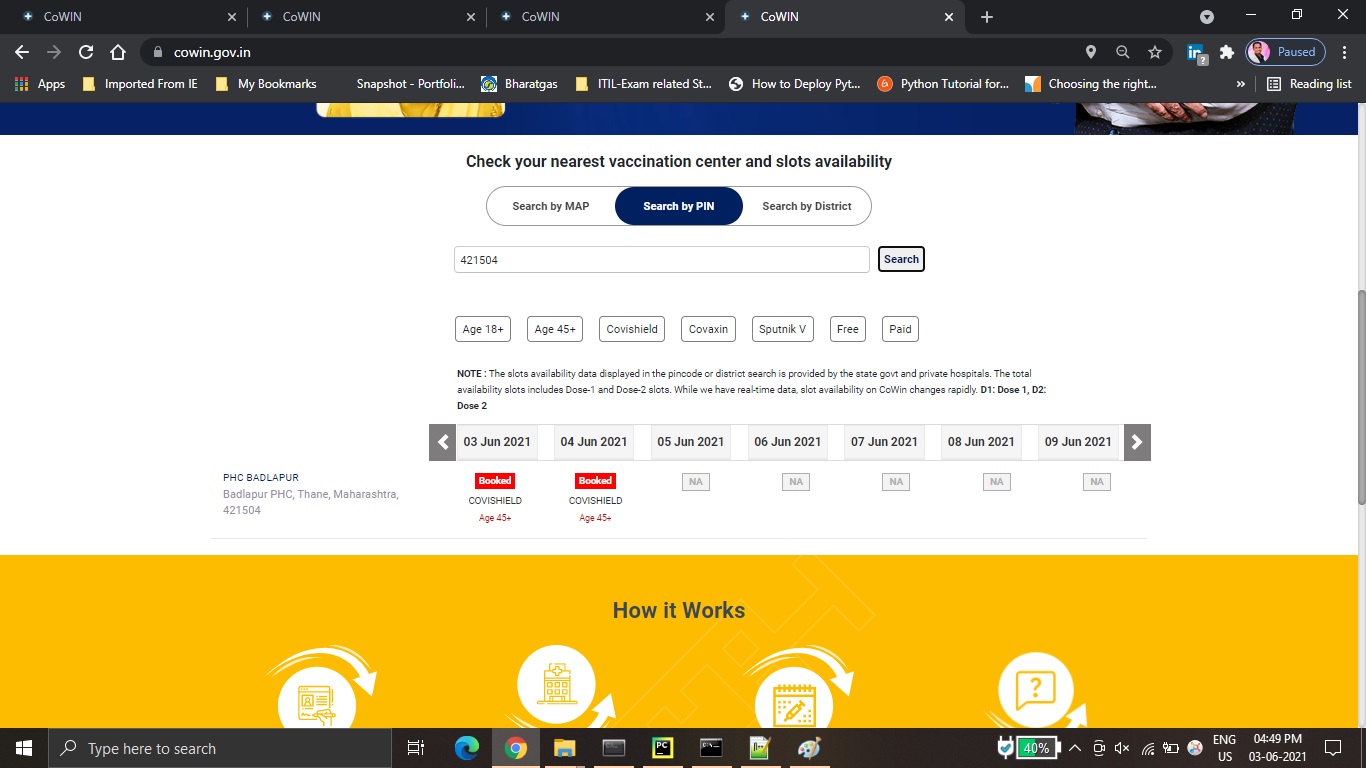 CoWIN
CoWIN
CoWIN
CoWIN
cowin.gov.in
Paused
Apps
Imported From IE
My Bookmarks
Snapshot - Portfoli...
Bharatgas
ITIL-Exam related St...
How to Deploy Pyt...
Python Tutorial for...
Choosing the right...
»
Reading list
Check your nearest vaccination center and slots availability
Search by MAP
Search by PIN
Search by District
421504
Search
Age 18+
Age 45+
Covishield
Covaxin
Sputnik V
Free
Paid
NOTE : The slots availability data displayed in the pincode or district search is provided by the state govt and private hospitals. The total
availability slots includes Dose-1 and Dose-2 slots. While we have real-time data, slot availability on CoWin changes rapidly. D1: Dose 1, D2:
Dose 2
03 Jun 2021
04 Jun 2021
05 Jun 2021
06 Jun 2021
07 Jun 2021
08 Jun 2021
09 Jun 2021
PHC BADLAPUR
Badlapur PHC, Thane, Maharashtra,
421504
Booked
COVISHIELD
Age 45+
Booked
COVISHIELD
Age 45+
NA
NA
NA
NA
NA
How it Works
Type here to search
40%
ENG
US
04:49 PM
03-06-2021